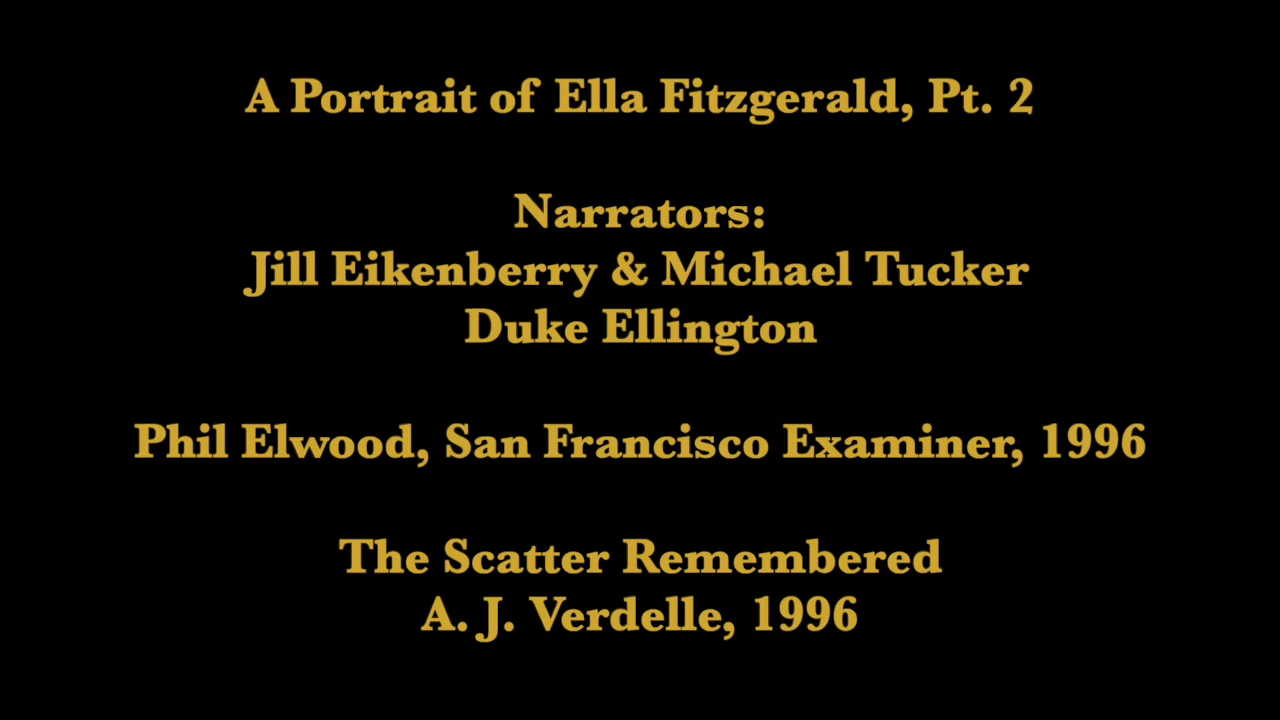 A Portrait of Ella Fitzgerald, Pt. 2
Narrators:
Jill Eikenberry & Michael Tucker
Duke Ellington
Phil Elwood, San Francisco Examiner, 1996
The Scatter Remembered
A. J. Verdelle, 1996